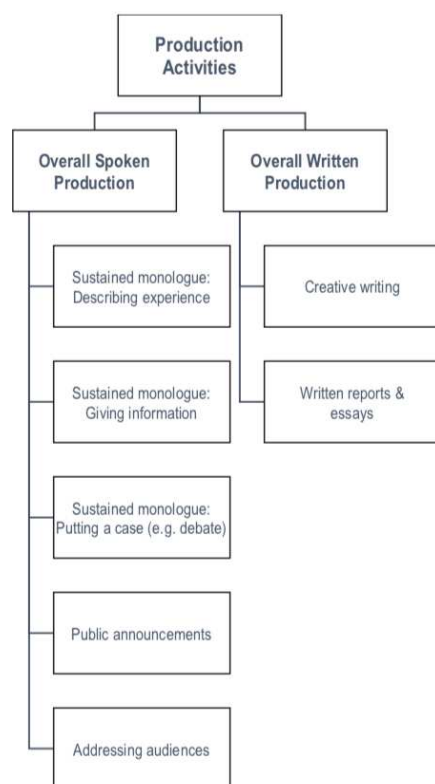 Production
Activities
Overall Spoken
Production
Overall Written
Production
Sustained monologue:
Describing experience
Creative writing
Sustained monologue:
Giving information
Written reports &
essays
Sustained monologue:
Putting a case (e.g. debate)
Public announcements
Addressing audiences